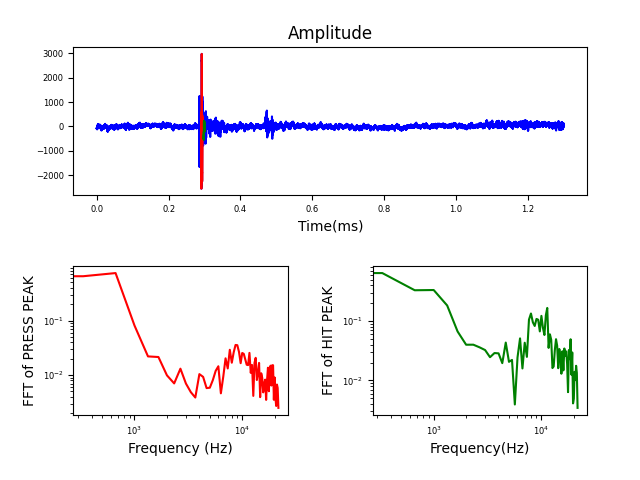 Amplitude
3000
2000
1000
0
−1000
−2000
0.0 0.2 0.4 0.6 0.8 1.0 1.2
Time(ms)
FFT of PRESS PEAK
10⁻¹
10⁻²
10³ 10⁴
Frequency (Hz)
FFT of HIT PEAK
10⁻¹
10⁻²
10³ 10⁴
Frequency(Hz)